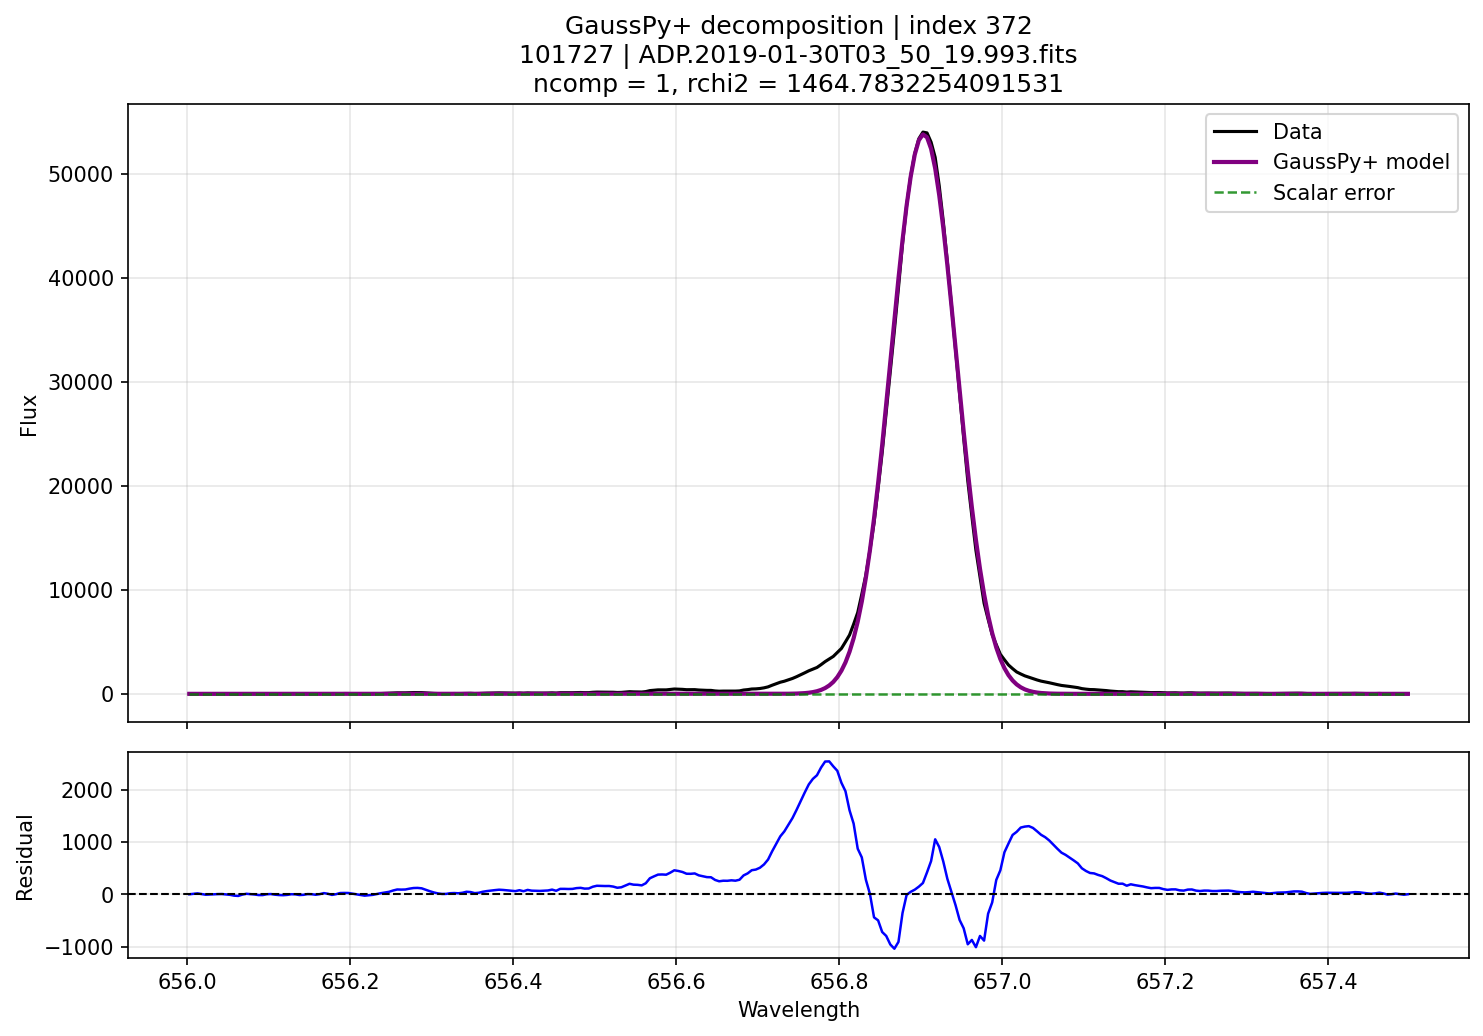 GaussPy+ decomposition | index 372
101727 | ADP.2019-01-30T03_50_19.993.fits
ncomp = 1, rchi2 = 1464.7832254091531
Data
GaussPy+ model
Scalar error
50000
40000
30000
20000
10000
0
Flux
2000
1000
0
−1000
Residual
656.0 656.2 656.4 656.6 656.8 657.0 657.2 657.4
Wavelength